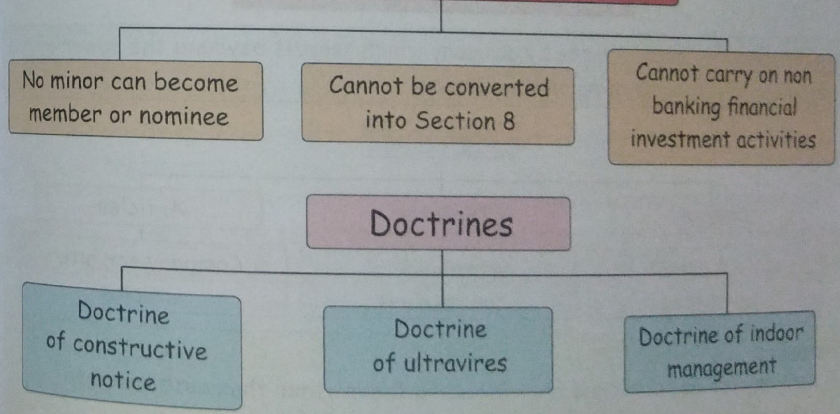 No minor can become
member or nominee
Cannot be converted
into Section 8
Cannot carry on non
banking financial
investment activities
Doctrines
Doctrine
of constructive
notice
Doctrine
of ultravires
Doctrine of indoor
management